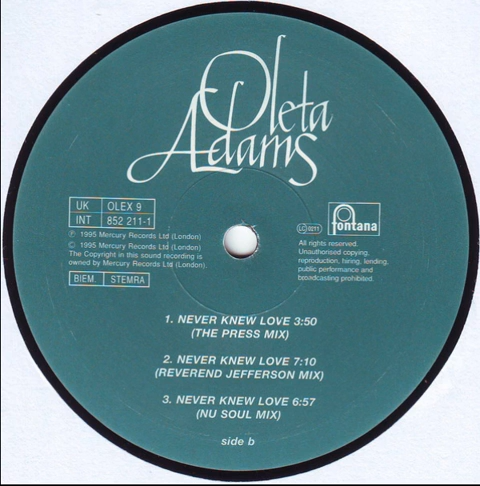 Oleta
Adams
UK OLEX 9
INT 852 211-1
℗ 1995 Mercury Records Ltd (London)
© 1995 Mercury Records Ltd (London)
The Copyright in this sound recording is
owned by Mercury Records Ltd (London).
BIEM. STEMRA
LC 0211
fontana
All rights reserved.
Unauthorised copying,
reproduction, hiring, lending,
public performance and
broadcasting prohibited.
1. NEVER KNEW LOVE 3:50
(THE PRESS MIX)
2. NEVER KNEW LOVE 7:10
(REVEREND JEFFERSON MIX)
3. NEVER KNEW LOVE 6:57
(NU SOUL MIX)
side b